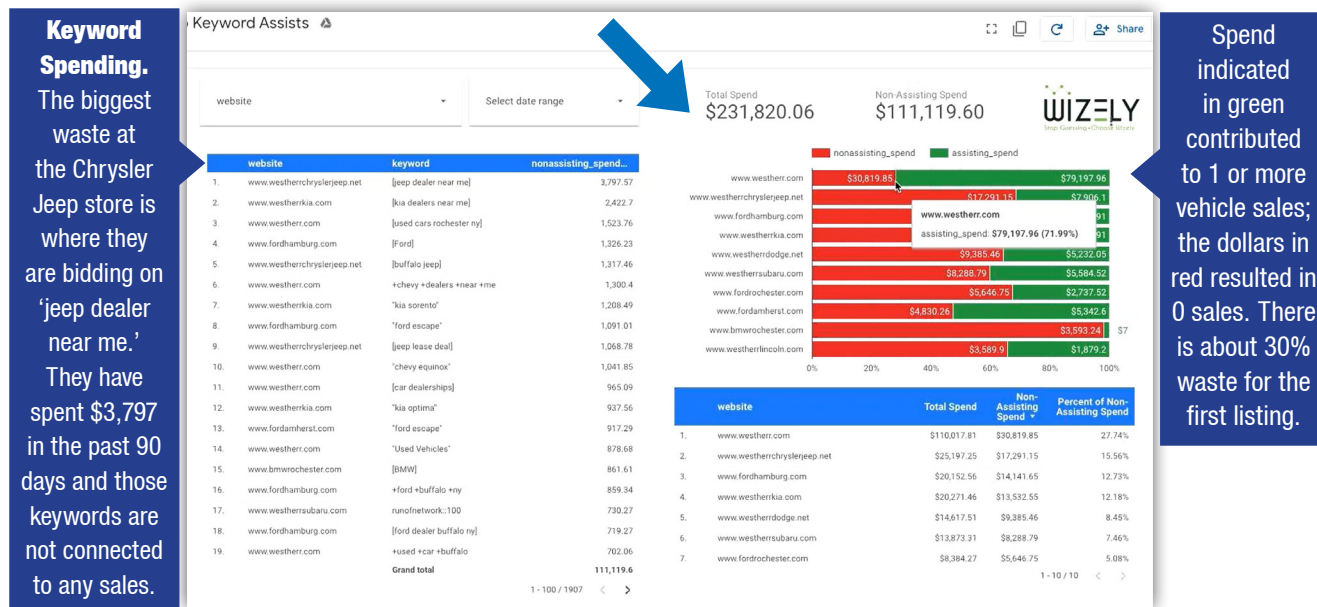 Keyword
Spending.
The biggest
waste at
the Chrysler
Jeep store is
where they
are bidding on
‘jeep dealer
near me.’
They have
spent $3,797
in the past 90
days and those
keywords are
not connected
to any sales.
Keyword Assists
Share
website
Select date range
Total Spend
$231,820.06
Non-Assisting Spend
$111,119.60
WIZELY
Stop Guessing • Choose Wizely
website keyword nonassisting_spend...
1. www.westherrchryslerjeep.net [jeep dealer near me] 3,797.57
2. www.westherrkia.com [kia dealers near me] 2,422.7
3. www.westherr.com [used cars rochester ny] 1,523.76
4. www.fordhamburg.com [Ford] 1,326.23
5. www.westherrchryslerjeep.net [buffalo jeep] 1,317.46
6. www.westherr.com +chevy +dealers +near +me 1,300.4
7. www.westherrkia.com "kia sorento" 1,208.49
8. www.fordhamburg.com "ford escape" 1,091.01
9. www.westherrchryslerjeep.net [jeep lease deal] 1,068.78
10. www.westherr.com "chevy equinox" 1,041.85
11. www.westherr.com [car dealerships] 965.09
12. www.westherrkia.com "kia optima" 937.56
13. www.fordamherst.com "ford escape" 917.29
14. www.westherr.com "Used Vehicles" 878.68
15. www.bmwrochester.com [BMW] 861.61
16. www.fordhamburg.com +ford +buffalo +ny 859.34
17. www.westherrsubaru.com runofnetwork::100 730.27
18. www.fordhamburg.com [ford dealer buffalo ny] 719.27
19. www.westherr.com +used +car +buffalo 702.06
Grand total 111,119.6
1 - 100 / 1907 < >
nonassisting_spend assisting_spend
www.westherr.com $30,819.85 $79,197.96
www.westherrchryslerjeep.net $17,291.15 $7,906.1
www.fordhamburg.com 91
www.westherrkia.com 91
www.westherr.com
assisting_spend: $79,197.96 (71.99%)
www.westherrdodge.net $9,385.46 $5,232.05
www.westherrsubaru.com $8,288.79 $5,584.52
www.fordrochester.com $5,646.75 $2,737.52
www.fordamherst.com $4,830.26 $5,342.6
www.bmwrochester.com $3,593.24 $7
www.westherrlincoln.com $3,589.9 $1,879.2
0% 20% 40% 60% 80% 100%
website Total Spend Non-Assisting Spend Percent of Non-Assisting Spend
1. www.westherr.com $110,017.81 $30,819.85 27.74%
2. www.westherrchryslerjeep.net $25,197.25 $17,291.15 15.56%
3. www.fordhamburg.com $20,152.56 $14,141.65 12.73%
4. www.westherrkia.com $20,271.46 $13,532.55 12.18%
5. www.westherrdodge.net $14,617.51 $9,385.46 8.45%
6. www.westherrsubaru.com $13,873.31 $8,288.79 7.46%
7. www.fordrochester.com $8,384.27 $5,646.75 5.08%
1 - 10 / 10 < >
Spend
indicated
in green
contributed
to 1 or more
vehicle sales;
the dollars in
red resulted in
0 sales. There
is about 30%
waste for the
first listing.